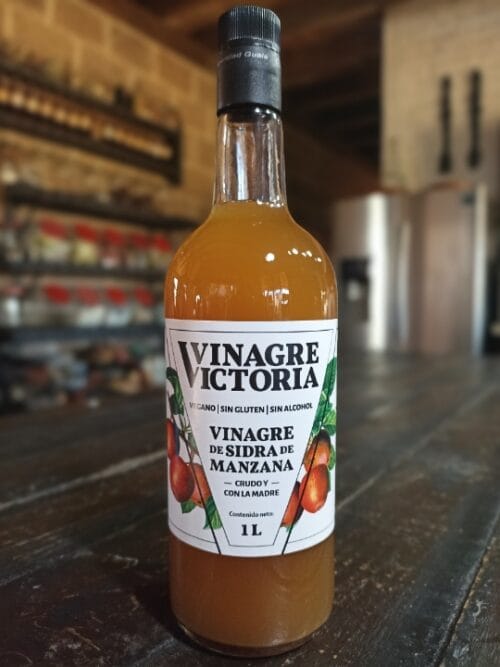 VINAGRE
VICTORIA
VEGANO | SIN GLUTEN | SIN ALCOHOL
VINAGRE
DE SIDRA DE
MANZANA
— CRUDO Y —
CON LA MADRE
Contenido neto:
1 L